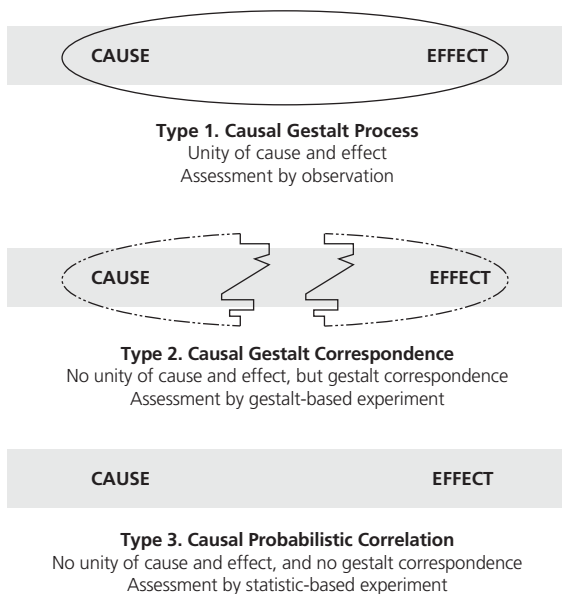 CAUSE EFFECT
Type 1. Causal Gestalt Process
Unity of cause and effect
Assessment by observation
CAUSE EFFECT
Type 2. Causal Gestalt Correspondence
No unity of cause and effect, but gestalt correspondence
Assessment by gestalt-based experiment
CAUSE EFFECT
Type 3. Causal Probabilistic Correlation
No unity of cause and effect, and no gestalt correspondence
Assessment by statistic-based experiment